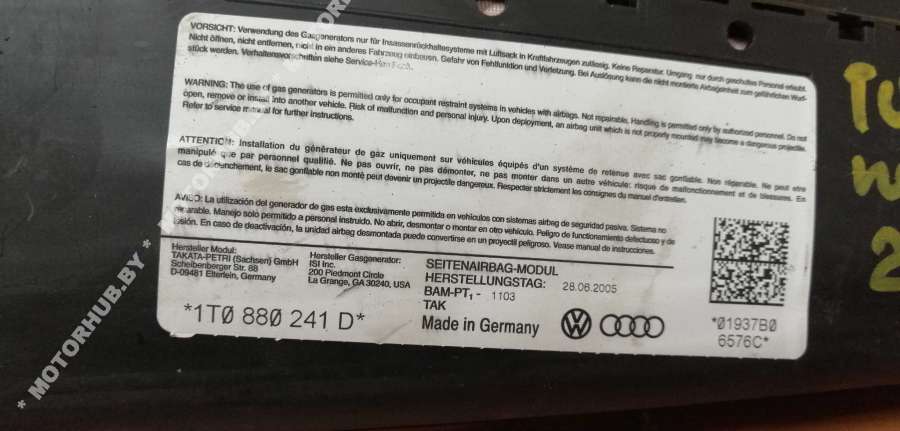 VORSICHT: Verwendung des Gasgenerators nur für Insassenrückhaltesysteme mit Luftsack in Kraftfahrzeugen zulässig. Keine Reparatur. Umgang nur durch geschultes Personal erlaubt.
Nicht öffnen, nicht entfernen, nicht in ein anderes Fahrzeug einbauen. Gefahr von Fehlfunktion und Verletzung. Bei Auslösung kann die nicht montierte Airbageinheit zum gefährlichen Wurf-
stück werden. Verhaltensvorschriften siehe Service-
WARNING: The use of gas generators is permitted only for occupant restraint systems in vehicles with airbags. Not repairable. Handling is permitted only by authorized personnel. Do not
open, remove or install into another vehicle. Risk of malfunction and personal injury. Upon deployment, an airbag unit which is not properly mounted may become a dangerous projectile.
Refer to service manual for further instructions.
ATTENTION: Installation du générateur de gaz uniquement sur véhicules équipés d'un système de retenue avec sac gonflable. Non réparable. Ne peut etre
manipulé que par personnel qualifié. Ne pas ouvrir, ne pas démonter, ne pas monter dans un autre véhicule: risque de malfonctionnement et de blessures. En
cas de déclenchement, le sac gonflable non monté peut devenir un projectile dangereux. Respecter strictement les consignes du manuel d'entretien.
AVISO: La utilización del generador de gas esta exclusivamente permitida en vehículos con sistemas airbag de seguridad pasiva. Sistema no
reparable. Manejo solo permitido a personal instruido. No abrir, desmontar o montar en otro vehículo. Peligro de funcionamiento defectuoso y de
lesión. En caso de deactivación, la unidad airbag desmontada puede convertirse en un proyectil peligroso. Vease manual de instrucciones.
Hersteller Modul:
TAKATA-PETRI (Sachsen) GmbH
Scheibenberger Str. 88
D-09481 Elterlein, Germany
Hersteller Gasgenerator:
ISI Inc.
200 Piedmont Circle
La Grange, GA 30240, USA
SEITENAIRBAG-MODUL
HERSTELLUNGSTAG: 28.06.2005
BAM-PT1 - 1103
TAK
Made in Germany
*1T0 880 241 D*
*01937B0
6576C*
* MOTORHUB.BY * MOTORHUB.BY *